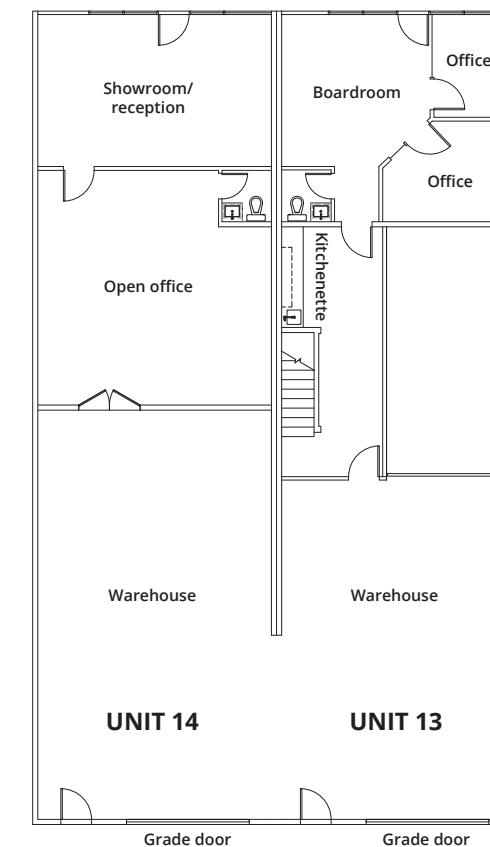 Office
Showroom/
reception
Boardroom
Office
Kitchenette
Open office
Warehouse
Warehouse
UNIT 14
UNIT 13
Grade door
Grade door